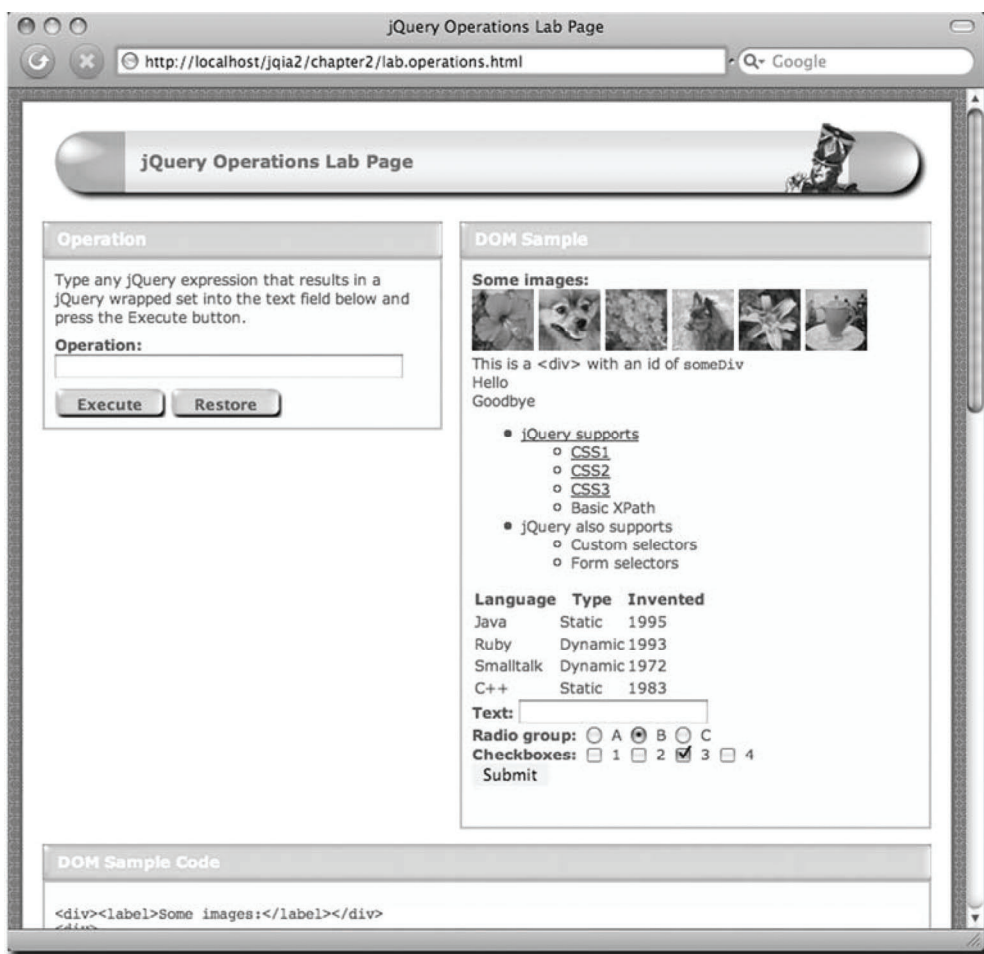 jQuery Operations Lab Page
http://localhost/jqia2/chapter2/lab.operations.html
Google
jQuery Operations Lab Page
Operation
Type any jQuery expression that results in a
jQuery wrapped set into the text field below and
press the Execute button.
Operation:
Execute Restore
DOM Sample
Some images:
This is a <div> with an id of someDiv
Hello
Goodbye
jQuery supports
CSS1
CSS2
CSS3
Basic XPath
jQuery also supports
Custom selectors
Form selectors
Language Type Invented
Java Static 1995
Ruby Dynamic 1993
Smalltalk Dynamic 1972
C++ Static 1983
Text:
Radio group: A B C
Checkboxes: 1 2 3 4
Submit
DOM Sample Code
<div><label>Some images:</label></div>
<div>